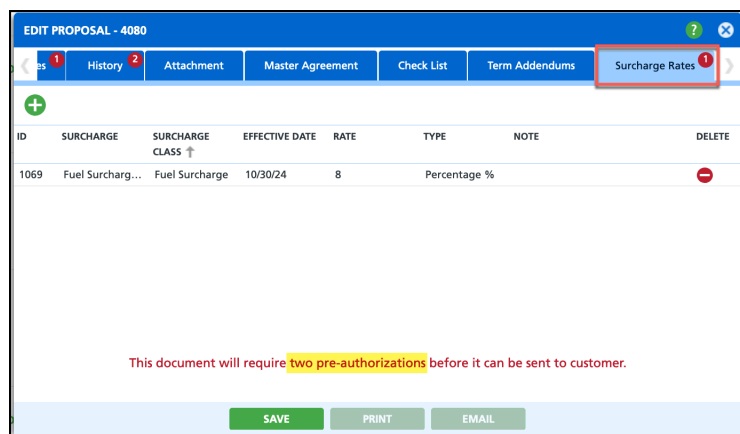 EDIT PROPOSAL - 4080 ?
es 1 History 2 Attachment Master Agreement Check List Term Addendums Surcharge Rates 1
ID SURCHARGE SURCHARGE CLASS ↑ EFFECTIVE DATE RATE TYPE NOTE DELETE
1069 Fuel Surcharg... Fuel Surcharge 10/30/24 8 Percentage %
This document will require two pre-authorizations before it can be sent to customer.
SAVE PRINT EMAIL